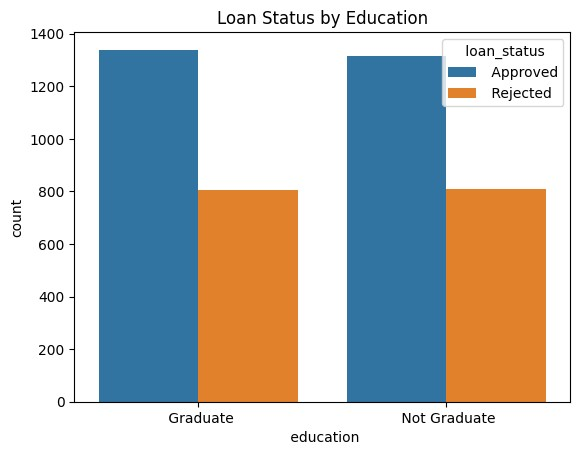 Loan Status by Education
1400
1200
1000
800
600
400
200
0
count
loan_status
Approved
Rejected
Graduate
Not Graduate
education